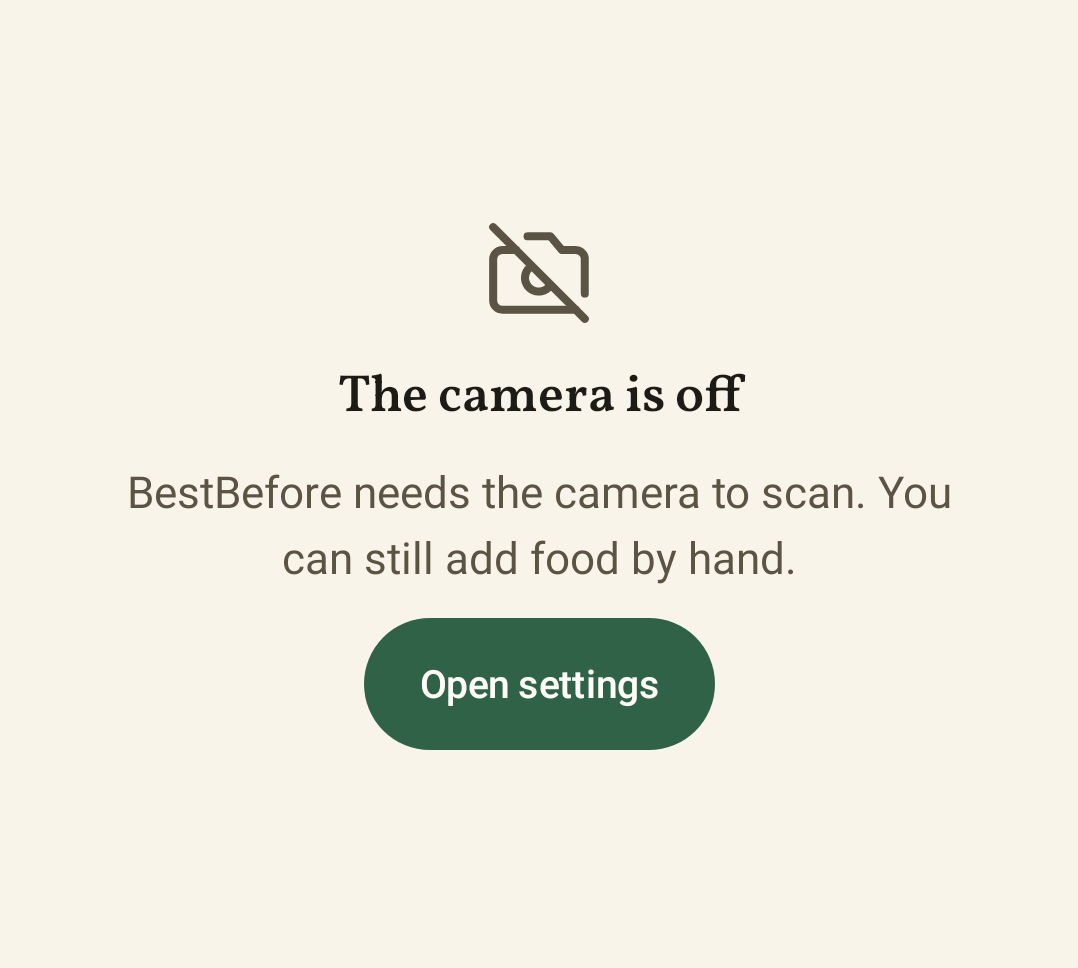 The camera is off
BestBefore needs the camera to scan. You
can still add food by hand.
Open settings